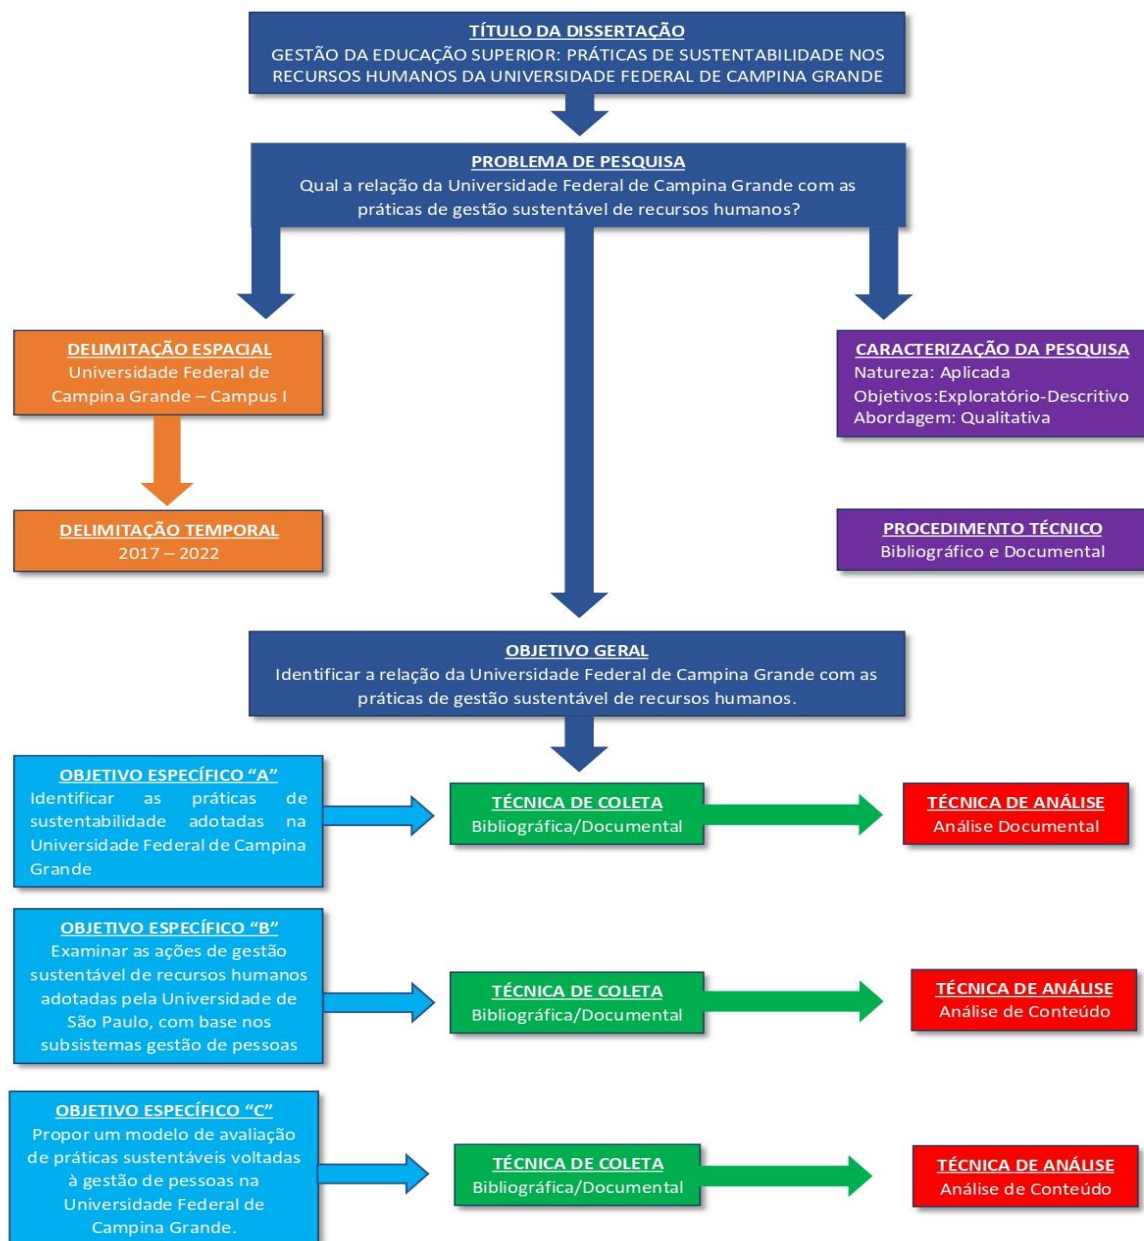 TÍTULO DA DISSERTAÇÃO
GESTÃO DA EDUCAÇÃO SUPERIOR: PRÁTICAS DE SUSTENTABILIDADE NOS
RECURSOS HUMANOS DA UNIVERSIDADE FEDERAL DE CAMPINA GRANDE
PROBLEMA DE PESQUISA
Qual a relação da Universidade Federal de Campina Grande com as
práticas de gestão sustentável de recursos humanos?
DELIMITAÇÃO ESPACIAL
Universidade Federal de
Campina Grande – Campus I
CARACTERIZAÇÃO DA PESQUISA
Natureza: Aplicada
Objetivos:Exploratório-Descritivo
Abordagem: Qualitativa
DELIMITAÇÃO TEMPORAL
2017 – 2022
PROCEDIMENTO TÉCNICO
Bibliográfico e Documental
OBJETIVO GERAL
Identificar a relação da Universidade Federal de Campina Grande com as
práticas de gestão sustentável de recursos humanos.
OBJETIVO ESPECÍFICO “A”
Identificar as práticas de
sustentabilidade adotadas na
Universidade Federal de Campina
Grande
TÉCNICA DE COLETA
Bibliográfica/Documental
TÉCNICA DE ANÁLISE
Análise Documental
OBJETIVO ESPECÍFICO “B”
Examinar as ações de gestão
sustentável de recursos humanos
adotadas pela Universidade de
São Paulo, com base nos
subsistemas gestão de pessoas
TÉCNICA DE COLETA
Bibliográfica/Documental
TÉCNICA DE ANÁLISE
Análise de Conteúdo
OBJETIVO ESPECÍFICO “C”
Propor um modelo de avaliação
de práticas sustentáveis voltadas
à gestão de pessoas na
Universidade Federal de
Campina Grande.
TÉCNICA DE COLETA
Bibliográfica/Documental
TÉCNICA DE ANÁLISE
Análise de Conteúdo